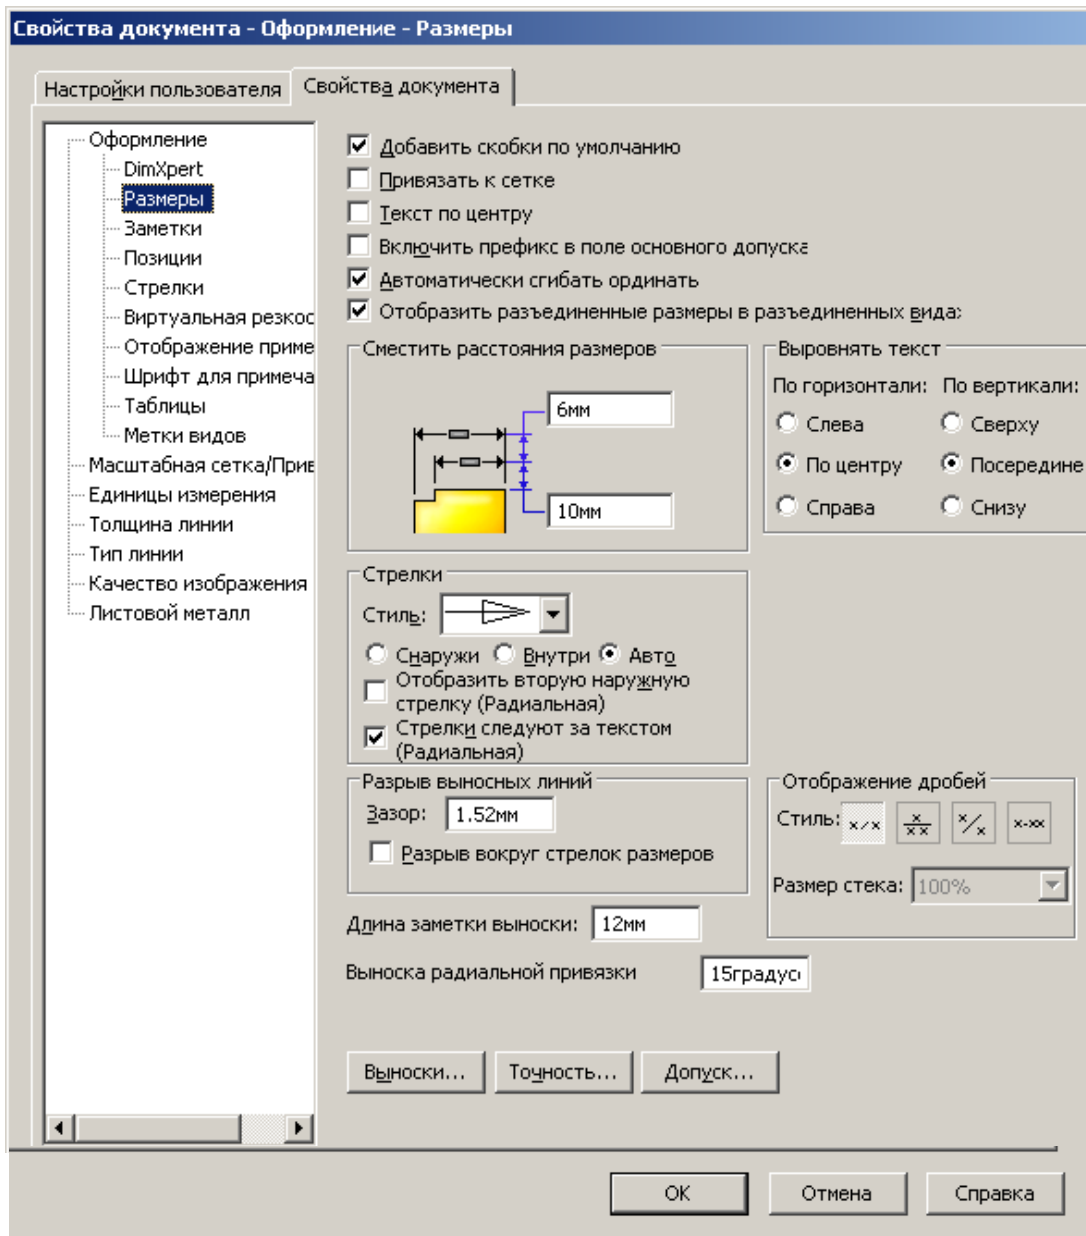 Свойства документа - Оформление - Размеры
Настройки пользователя
Свойства документа
Оформление
DimXpert
Размеры
Заметки
Позиции
Стрелки
Виртуальная резкос
Отображение приме
Шрифт для примеча
Таблицы
Метки видов
Масштабная сетка/Прив
Единицы измерения
Толщина линии
Тип линии
Качество изображения
Листовой металл
Добавить скобки по умолчанию
Привязать к сетке
Текст по центру
Включить префикс в поле основного допуска
Автоматически сгибать ординать
Отобразить разъединенные размеры в разъединенных вида
Сместить расстояния размеров
6мм
10мм
Выровнять текст
По горизонтали: По вертикали:
Слева Сверху
По центру Посередине
Справа Снизу
Стрелки
Стиль:
Снаружи Внутри Авто
Отобразить вторую наружную
стрелку (Радиальная)
Стрелки следуют за текстом
(Радиальная)
Разрыв выносных линий
Зазор: 1.52мм
Разрыв вокруг стрелок размеров
Отображение дробей
Стиль: x/x x/xx x/x x-xx
Размер стека: 100%
Длина заметки выноски: 12мм
Выноска радиальной привязки 15градус
Выноски... Точность... Допуск...
OK Отмена Справка